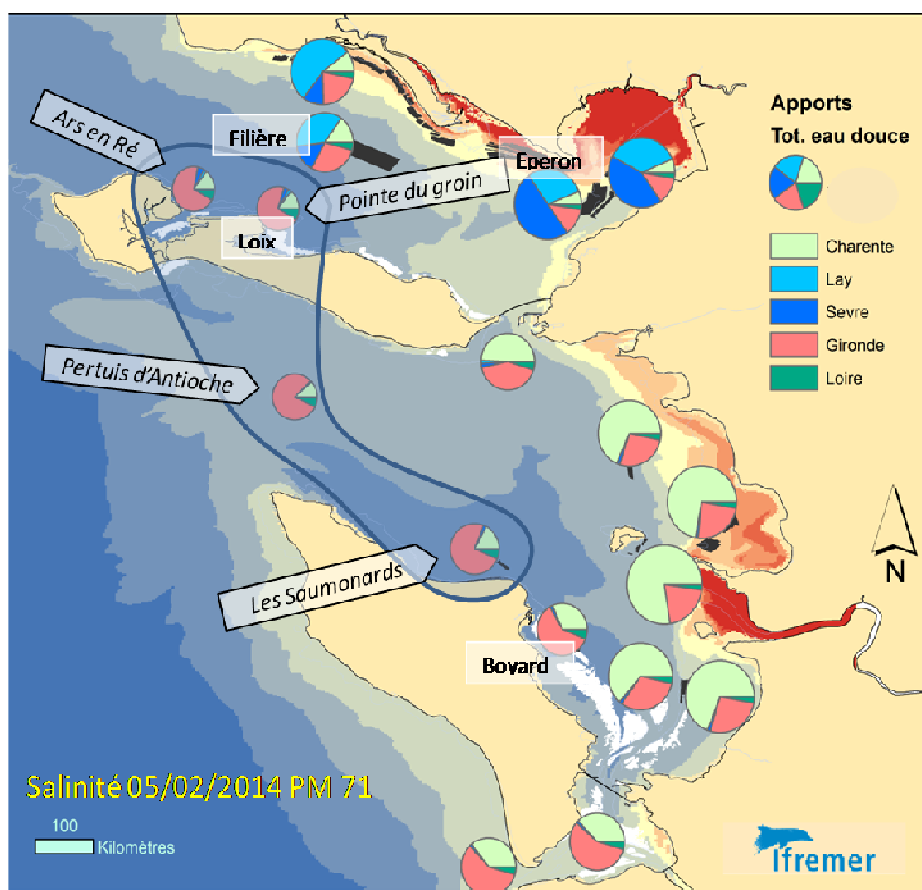 Ars en Ré
Filière
Eperon
Pointe du groin
Loix
Pertuis d'Antioche
Les Saumonards
Boyard
Apports
Tot. eau douce
Charente
Lay
Sevre
Gironde
Loire
N
Salinité 05/02/2014 PM 71
100
Kilomètres
Ifremer